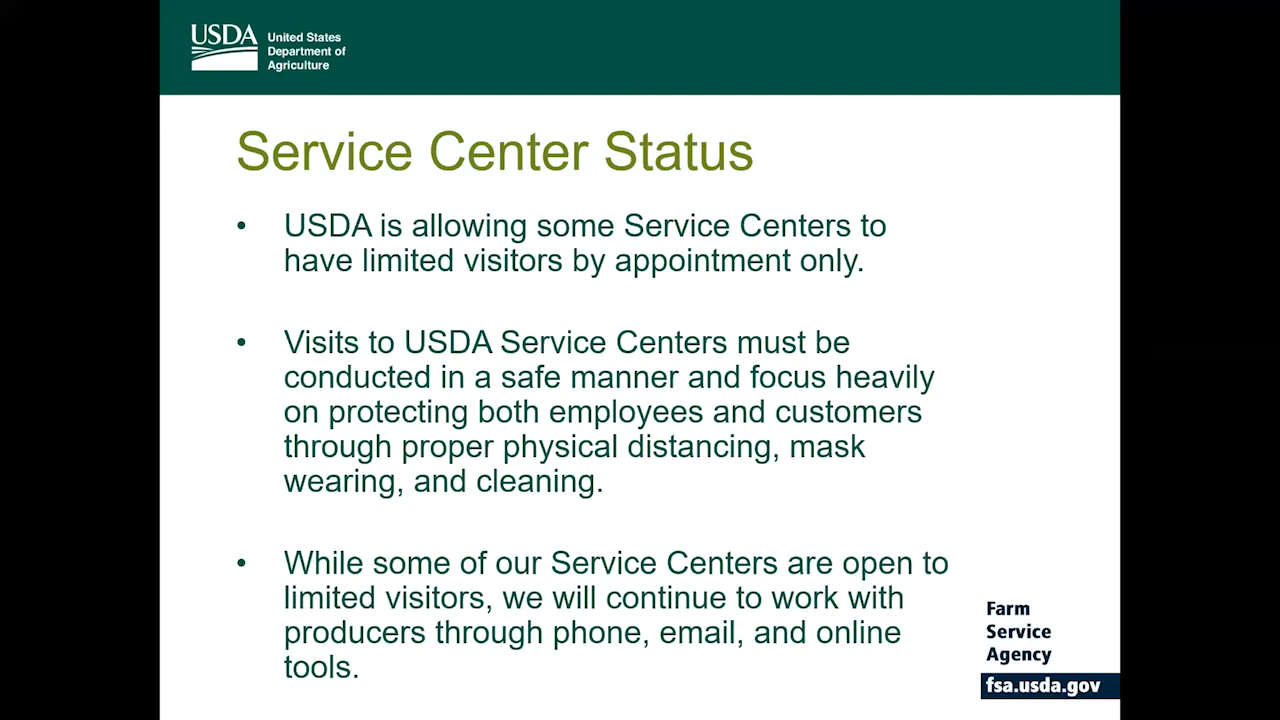 USDA
United States
Department of
Agriculture
Service Center Status
• USDA is allowing some Service Centers to
have limited visitors by appointment only.
• Visits to USDA Service Centers must be
conducted in a safe manner and focus heavily
on protecting both employees and customers
through proper physical distancing, mask
wearing, and cleaning.
• While some of our Service Centers are open to
limited visitors, we will continue to work with
producers through phone, email, and online
tools.
Farm
Service
Agency
fsa.usda.gov